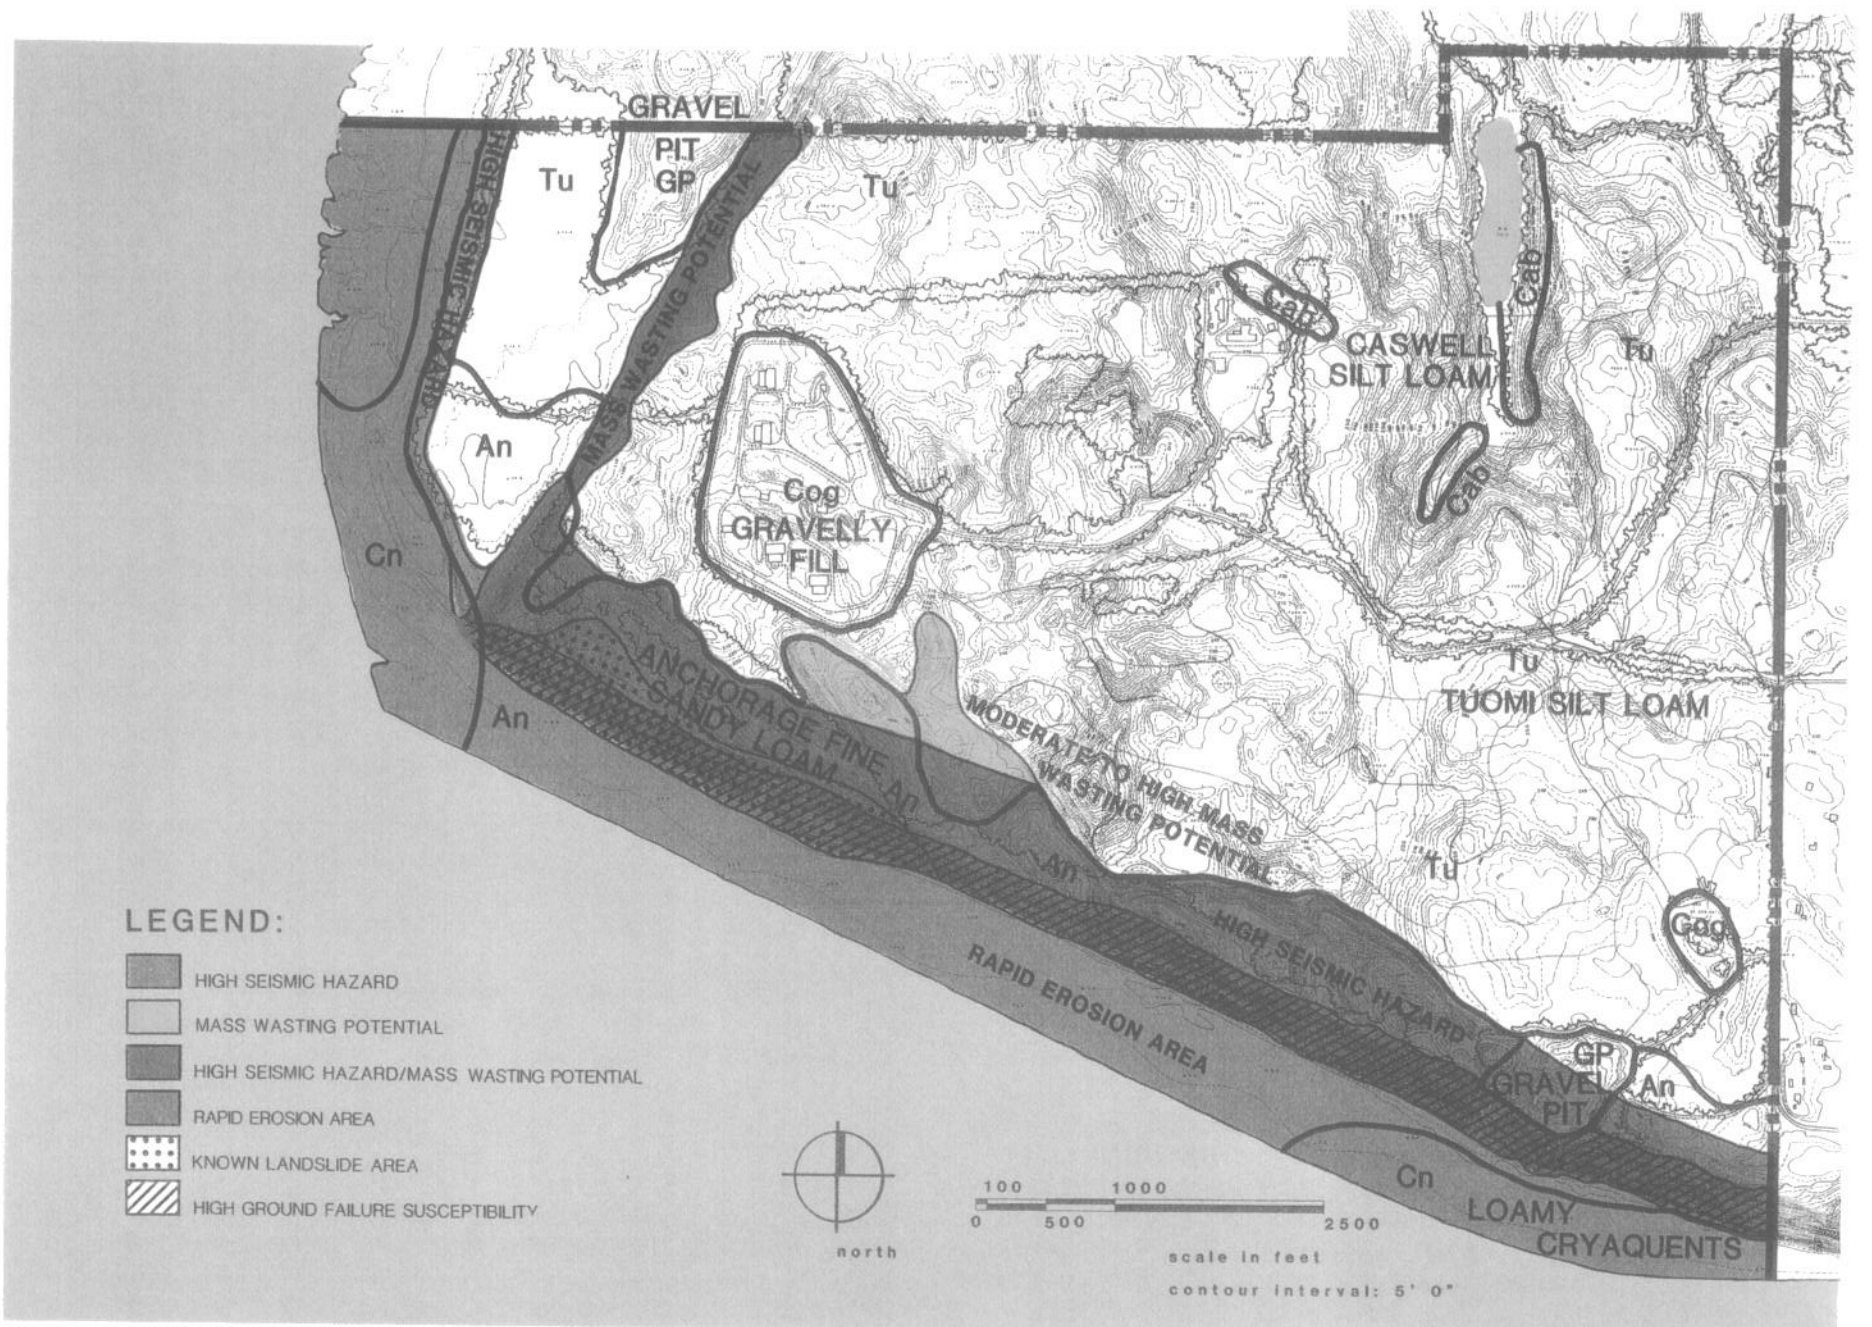 GRAVEL
PIT
GP
Tu
Tu
HIGH SEISMIC HAZARD
MASS WASTING POTENTIAL
Cab
Cab
CASWELL
SILT LOAM
Tu
An
Cab
Cog
GRAVELLY
FILL
Cn
ANCHORAGE FINE
SANDY LOAM
An
An
MODERATE/TO HIGH MASS
WASTING POTENTIAL
Tu
TUOMI SILT LOAM
Tu
An
Cog
HIGH SEISMIC HAZARD
RAPID EROSION AREA
GP
GRAVEL
PIT
An
Cn
LOAMY
CRYAQUENTS
LEGEND:
HIGH SEISMIC HAZARD
MASS WASTING POTENTIAL
HIGH SEISMIC HAZARD/MASS WASTING POTENTIAL
RAPID EROSION AREA
KNOWN LANDSLIDE AREA
HIGH GROUND FAILURE SUSCEPTIBILITY
north
100 1000
0 500 2500
scale in feet
contour interval: 5' 0"